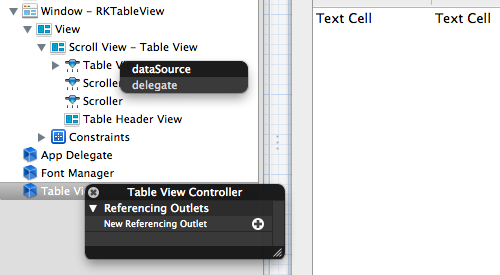 Window - RKTableView
View
Scroll View - Table View
Table V
dataSource
delegate
Scroller
Scroller
Table Header View
Constraints
App Delegate
Font Manager
Table Vi
Table View Controller
Referencing Outlets
New Referencing Outlet
Text Cell
Text Cell